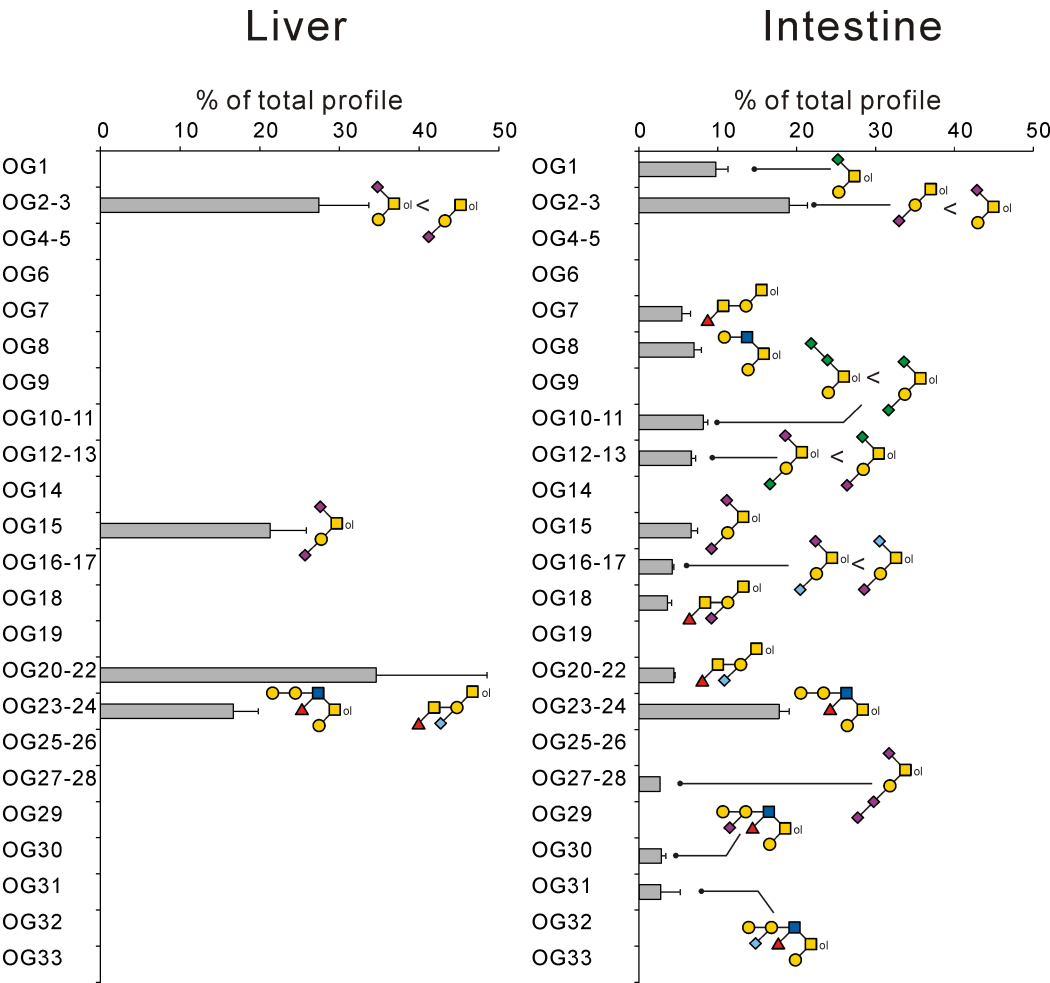 Liver
% of total profile
0 10 20 30 40 50
OG1
OG2-3
ol < ol
OG4-5
OG6
OG7
OG8
OG9
OG10-11
OG12-13
OG14
OG15
ol
OG16-17
OG18
OG19
OG20-22
ol
OG23-24
ol
OG25-26
OG27-28
OG29
OG30
OG31
OG32
OG33
Intestine
% of total profile
0 10 20 30 40 50
OG1
ol
OG2-3
ol < ol
OG4-5
OG6
ol
OG7
OG8
ol
OG9
ol < ol
OG10-11
OG12-13
ol < ol
OG14
OG15
ol
OG16-17
ol < ol
OG18
ol
OG19
OG20-22
ol
OG23-24
ol
OG25-26
OG27-28
ol
OG29
ol
OG30
OG31
OG32
ol
OG33